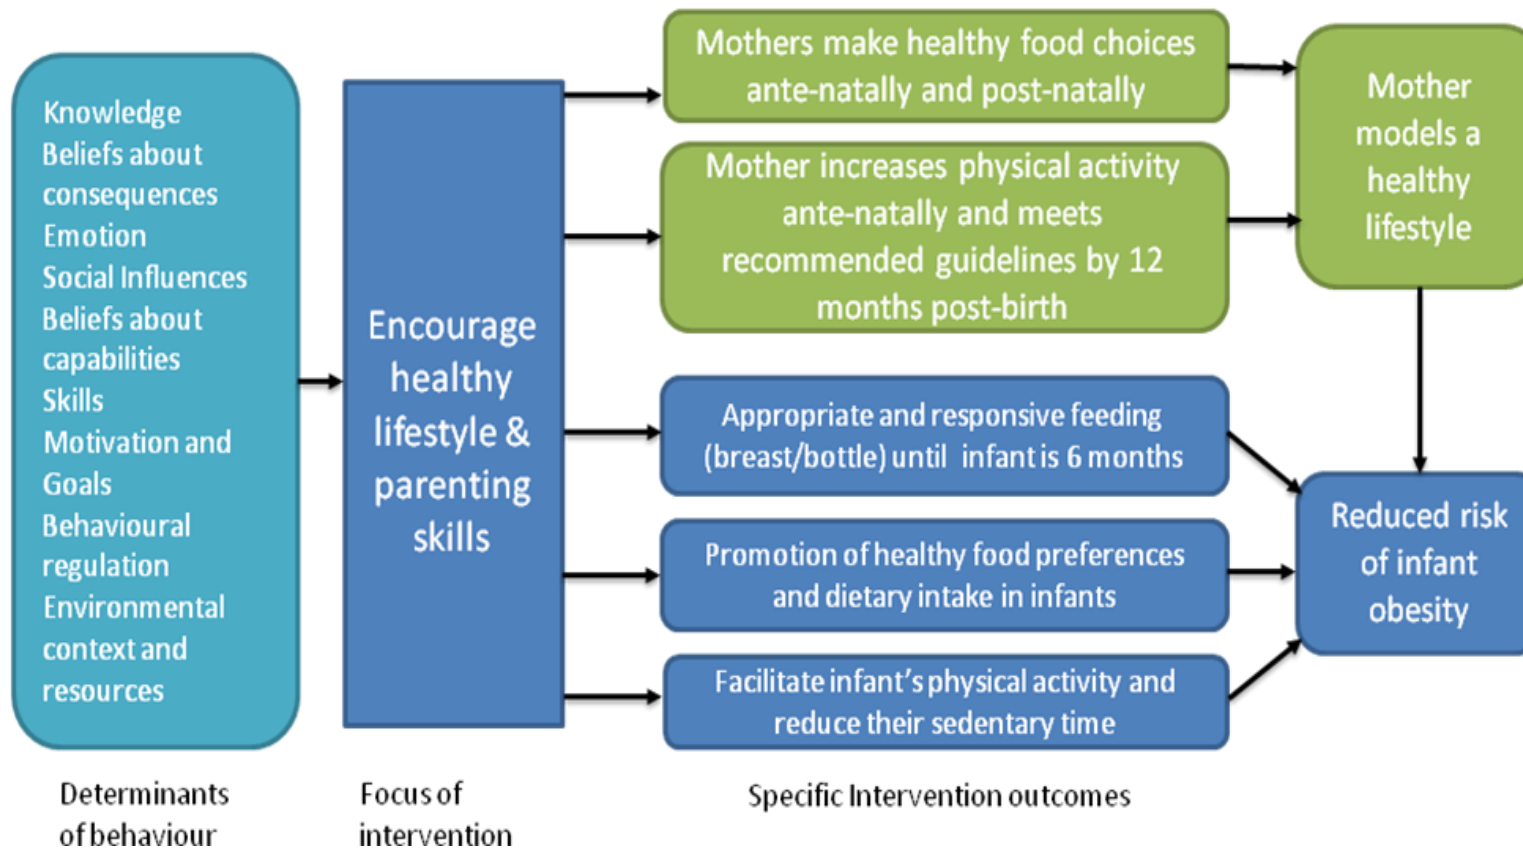 Knowledge
Beliefs about
consequences
Emotion
Social Influences
Beliefs about
capabilities
Skills
Motivation and
Goals
Behavioural
regulation
Environmental
context and
resources
Determinants
of behaviour
Encourage
healthy
lifestyle &
parenting
skills
Focus of
intervention
Mothers make healthy food choices
ante-natally and post-natally
Mother increases physical activity
ante-natally and meets
recommended guidelines by 12
months post-birth
Appropriate and responsive feeding
(breast/bottle) until infant is 6 months
Promotion of healthy food preferences
and dietary intake in infants
Facilitate infant's physical activity and
reduce their sedentary time
Specific Intervention outcomes
Mother
models a
healthy
lifestyle
Reduced risk
of infant
obesity